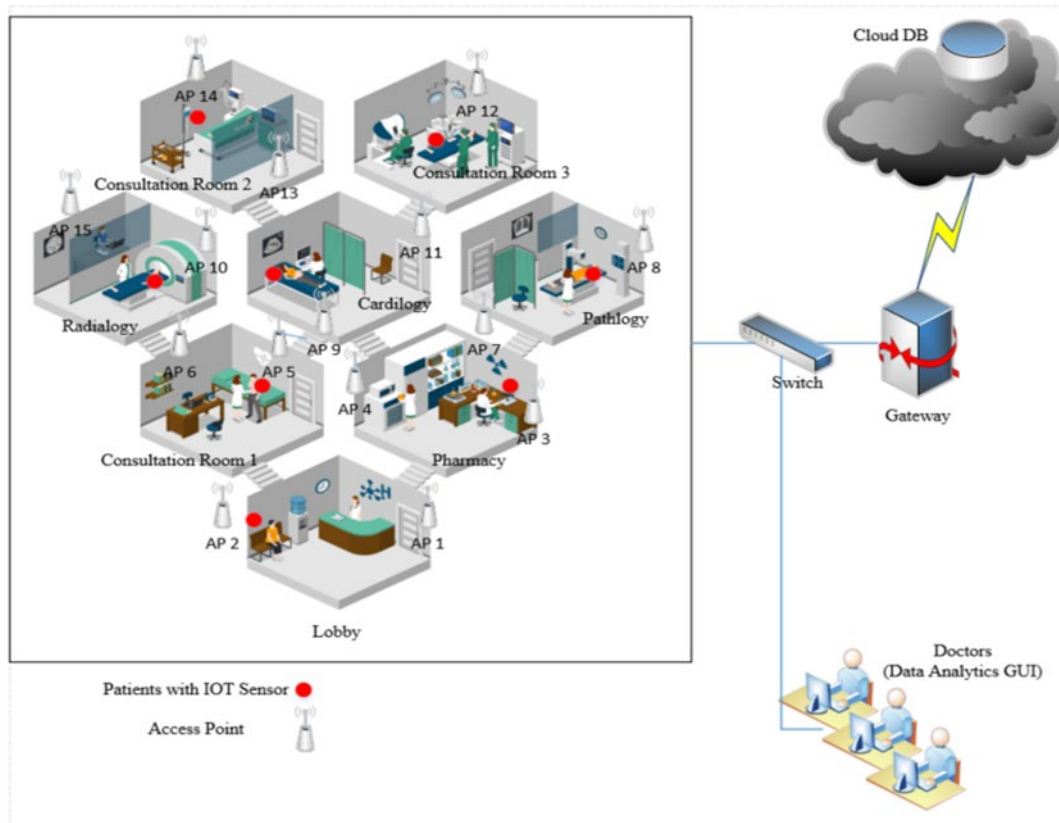 Cloud DB
AP 14
AP 12
Consultation Room 2
AP13
Consultation Room 3
AP 15
AP 10
AP 11
AP 8
Radialogy
Cardilogy
Pathlogy
AP 6
AP 5
AP 9
AP 7
AP 4
AP 3
Consultation Room 1
Pharmacy
AP 2
AP 1
Lobby
Switch
Gateway
Doctors
(Data Analytics GUI)
Patients with IOT Sensor
Access Point